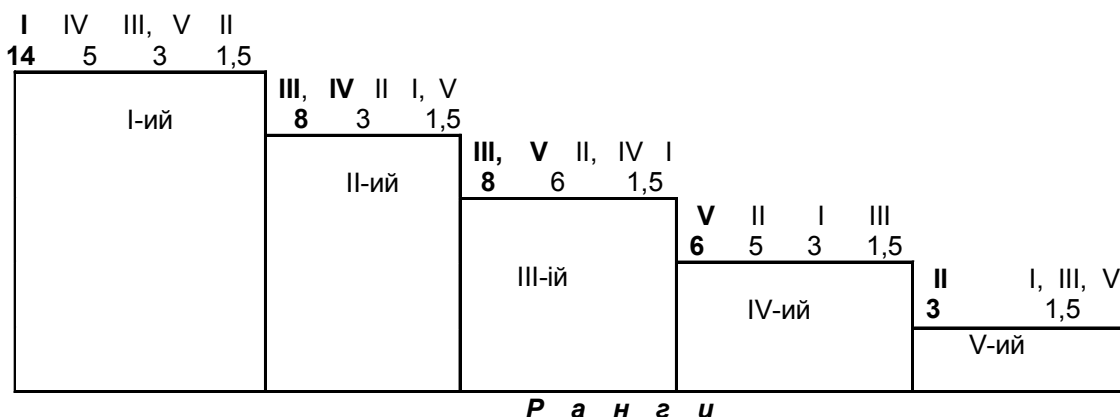 I IV III, V II
14 5 3 1,5
I-ий
III, IV II I, V
8 3 1,5
II-ий
III, V II, IV I
8 6 1,5
III-ій
V II I III
6 5 3 1,5
IV-ий
II I, III, V
3 1,5
V-ий
Р а н г и